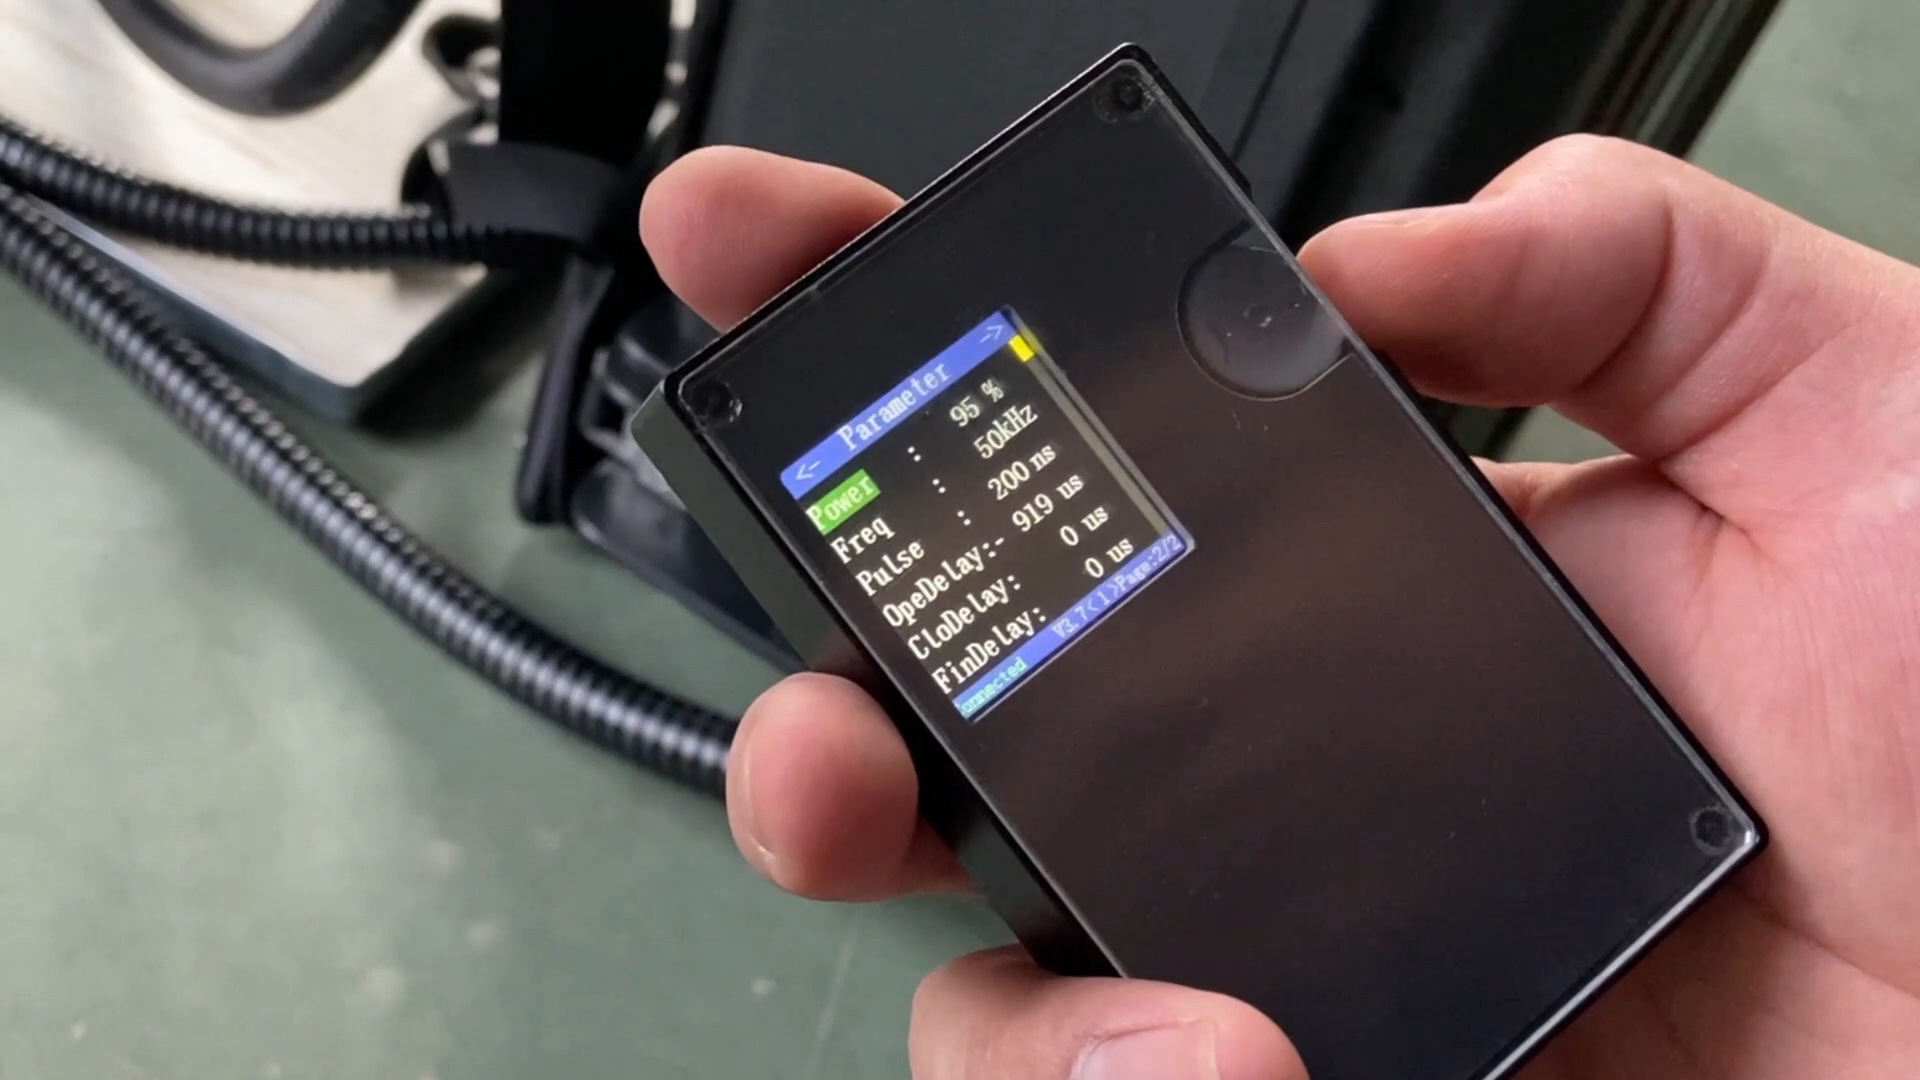 <- Parameter ->
Power : 95 %
Freq : 50kHz
Pulse : 200 ns
OpeDelay:- 919 us
CloDelay: 0 us
FinDelay: 0 us
Connected V3.7<1>Page:2/2